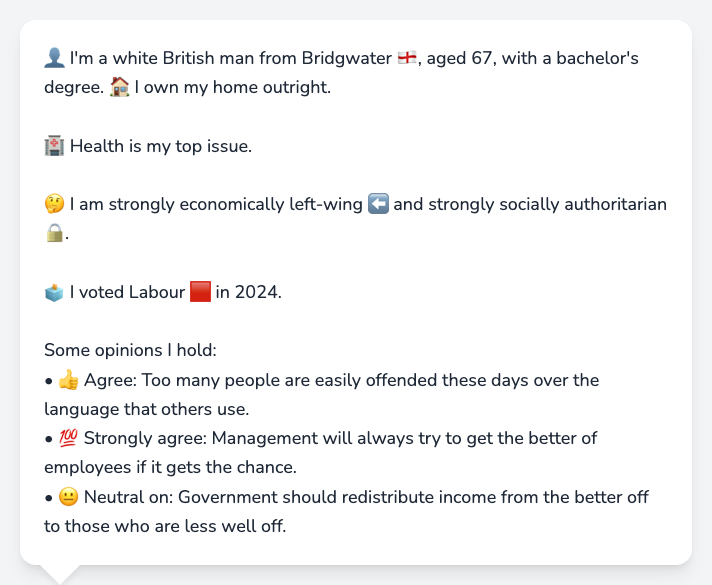 👤 I'm a white British man from Bridgwater 🏴󠁧󠁢󠁥󠁮󠁧󠁿, aged 67, with a bachelor's
degree. 🏠 I own my home outright.
🏥 Health is my top issue.
🤔 I am strongly economically left-wing ⬅️ and strongly socially authoritarian
🔒.
🗳️ I voted Labour 🟥 in 2024.
Some opinions I hold:
• 👍 Agree: Too many people are easily offended these days over the
language that others use.
• 💯 Strongly agree: Management will always try to get the better of
employees if it gets the chance.
• 😐 Neutral on: Government should redistribute income from the better off
to those who are less well off.